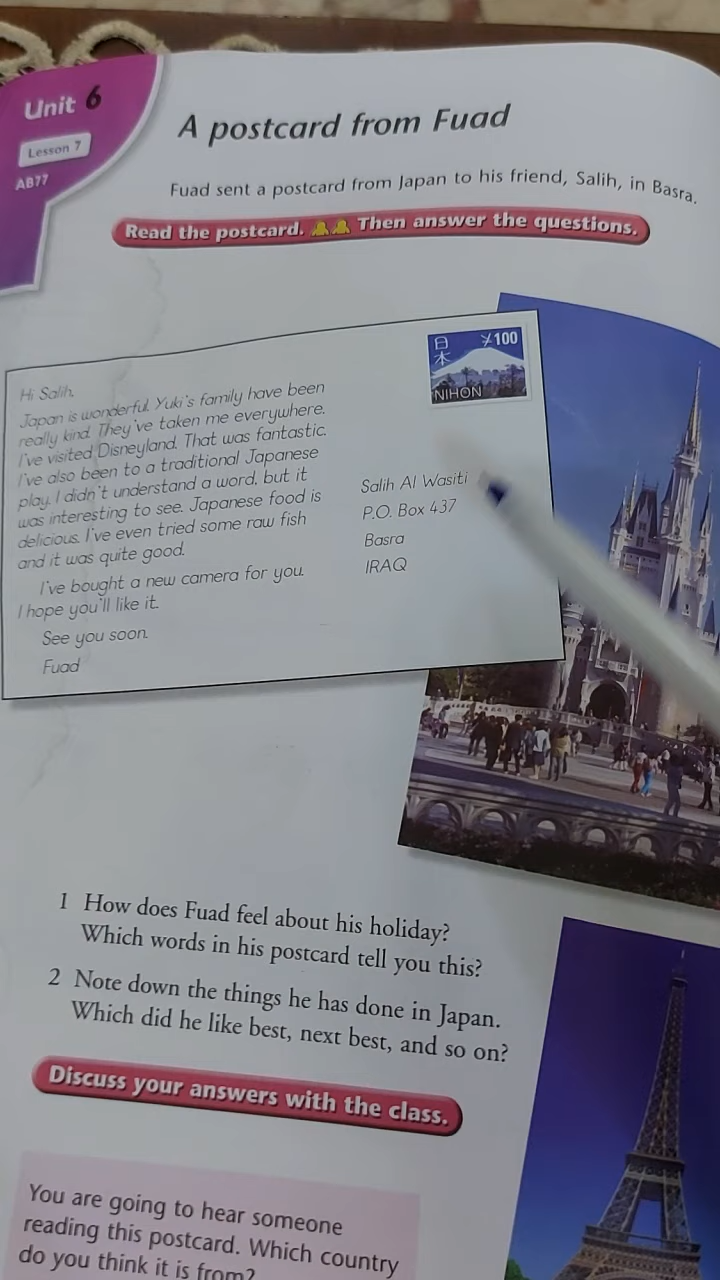 Unit 6
Lesson 7
AB77
A postcard from Fuad
Fuad sent a postcard from Japan to his friend, Salih, in Basra.
Read the postcard. Then answer the questions.
日本
¥100
NIHON
Hi Salih,
Japan is wonderful. Yuki's family have been
really kind. They've taken me everywhere.
I've visited Disneyland. That was fantastic.
I've also been to a traditional Japanese
play. I didn't understand a word, but it
was interesting to see. Japanese food is
delicious. I've even tried some raw fish
and it was quite good.
I've bought a new camera for you.
I hope you'll like it.
See you soon.
Fuad
Salih Al Wasiti
P.O. Box 437
Basra
IRAQ
1 How does Fuad feel about his holiday?
Which words in his postcard tell you this?
2 Note down the things he has done in Japan.
Which did he like best, next best, and so on?
Discuss your answers with the class.
You are going to hear someone
reading this postcard. Which country
do you think it is from?